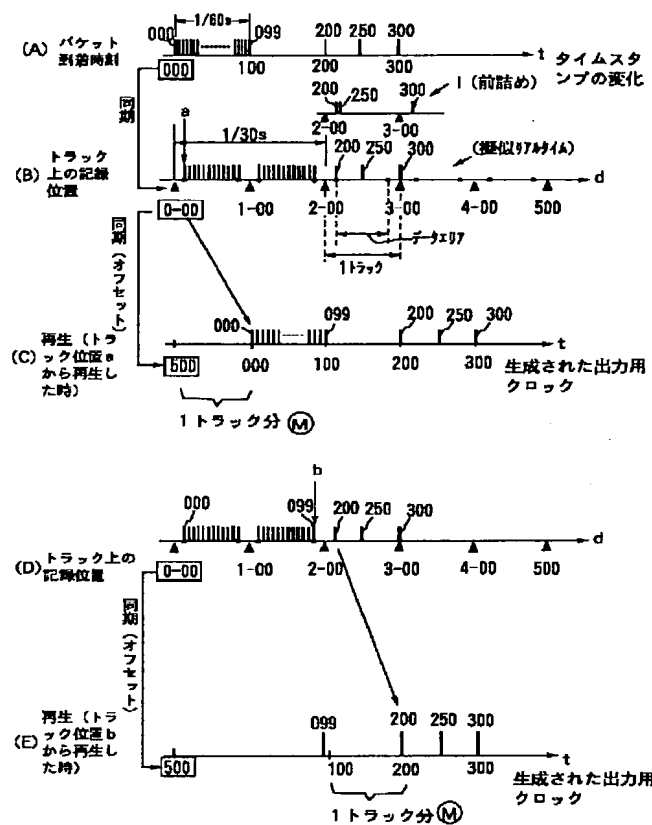 1/60s
000 099 200 250 300
(A) パケット
到着時刻
t タイムスタ
ンプの変化
000 100 200 300
同期
200 250 300 I (前詰め)
2-00 3-00
a
1/30s
200 250 300 (擬似リアルタイム)
(B) トラック
上の記録
位置
d
0-00 1-00 2-00 3-00 4-00 500
データエリア
1トラック
同期(オフセット)
000 099 200 250 300
t
(C) 再生(トラ
ック位置a
から再生し
た時)
500 000 100 200 300 生成された出力用
クロック
1トラック分 M
b
000 099 200 250 300
d
(D) トラック上の
記録位置
0-00 1-00 2-00 3-00 4-00 500
同期(オフセット)
099 200 250 300
(E) 再生(トラ
ック位置b
から再生し
た時)
t
500 100 200 300 生成された出力用
クロック
1トラック分 M